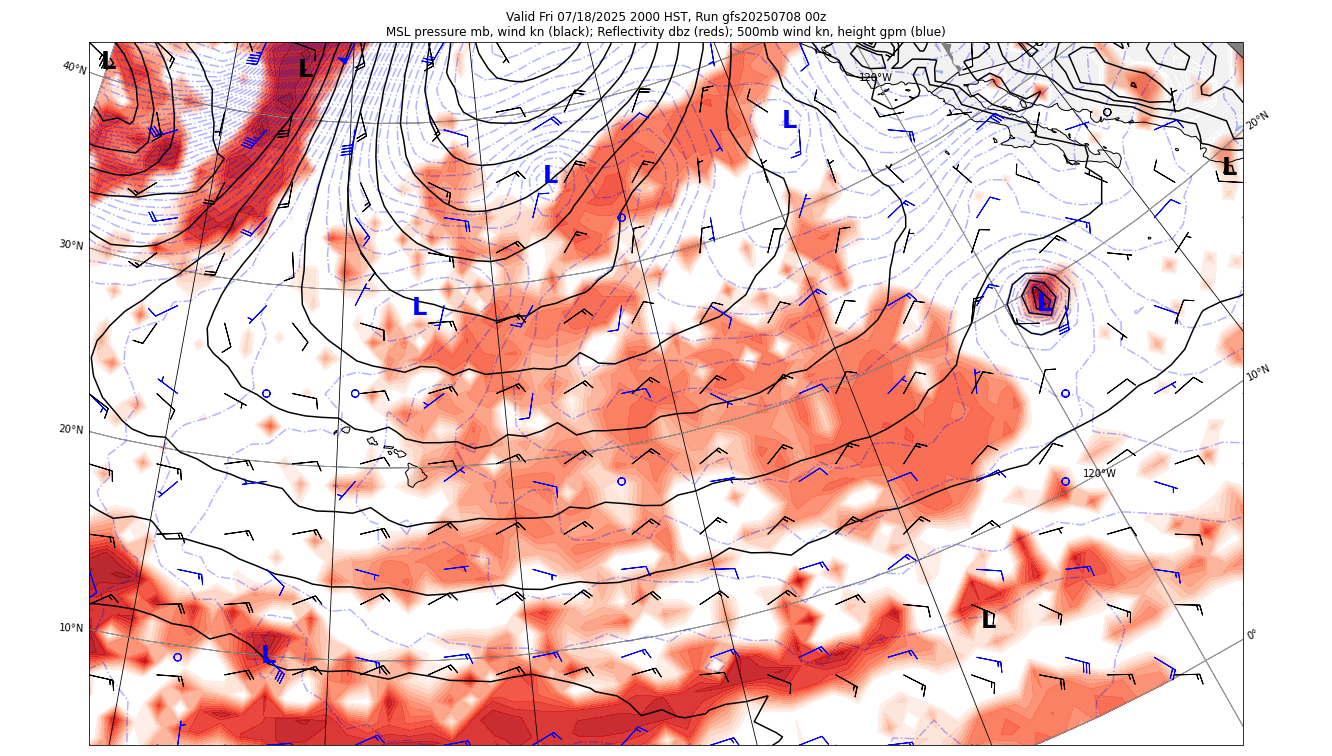 Valid Fri 07/18/2025 2000 HST, Run gfs20250708 00z
MSL pressure mb, wind kn (black); Reflectivity dbz (reds); 500mb wind kn, height gpm (blue)
L
L
40°N
120°W
L
20°N
L
L
30°N
L
L
10°N
20°N
120°W
10°N
L
0°
L